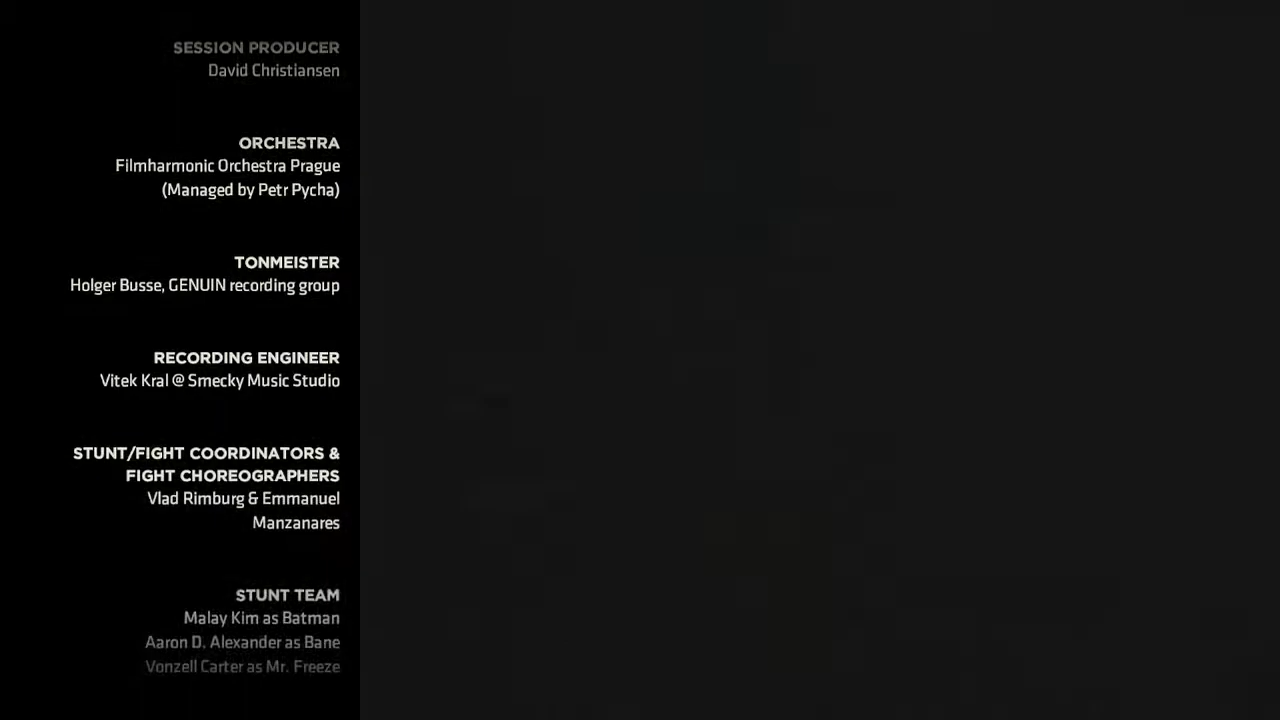 SESSION PRODUCER
David Christiansen
ORCHESTRA
Filmharmonic Orchestra Prague
(Managed by Petr Pycha)
TONMEISTER
Holger Busse, GENUIN recording group
RECORDING ENGINEER
Vitek Kral @ Smecky Music Studio
STUNT/FIGHT COORDINATORS &
FIGHT CHOREOGRAPHERS
Vlad Rimburg & Emmanuel
Manzanares
STUNT TEAM
Malay Kim as Batman
Aaron D. Alexander as Bane
Vonzell Carter as Mr. Freeze